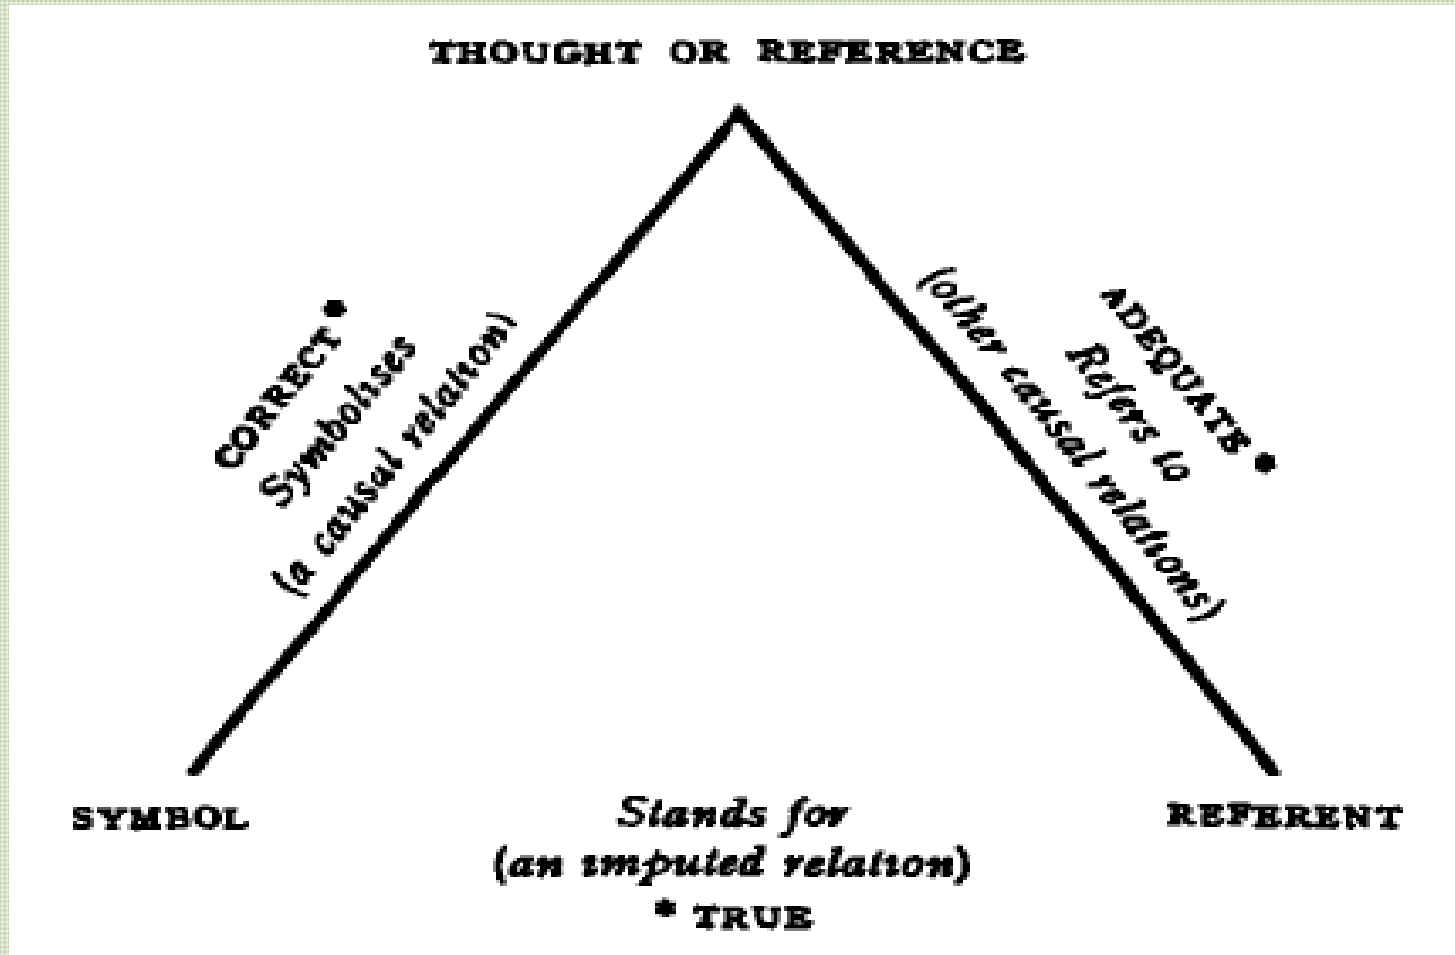 THOUGHT OR REFERENCE
CORRECT*
Symbolises
(a causal relation)
ADEQUATE*
Refers to
(other causal relations)
SYMBOL
Stands for
(an imputed relation)
* TRUE
REFERENT